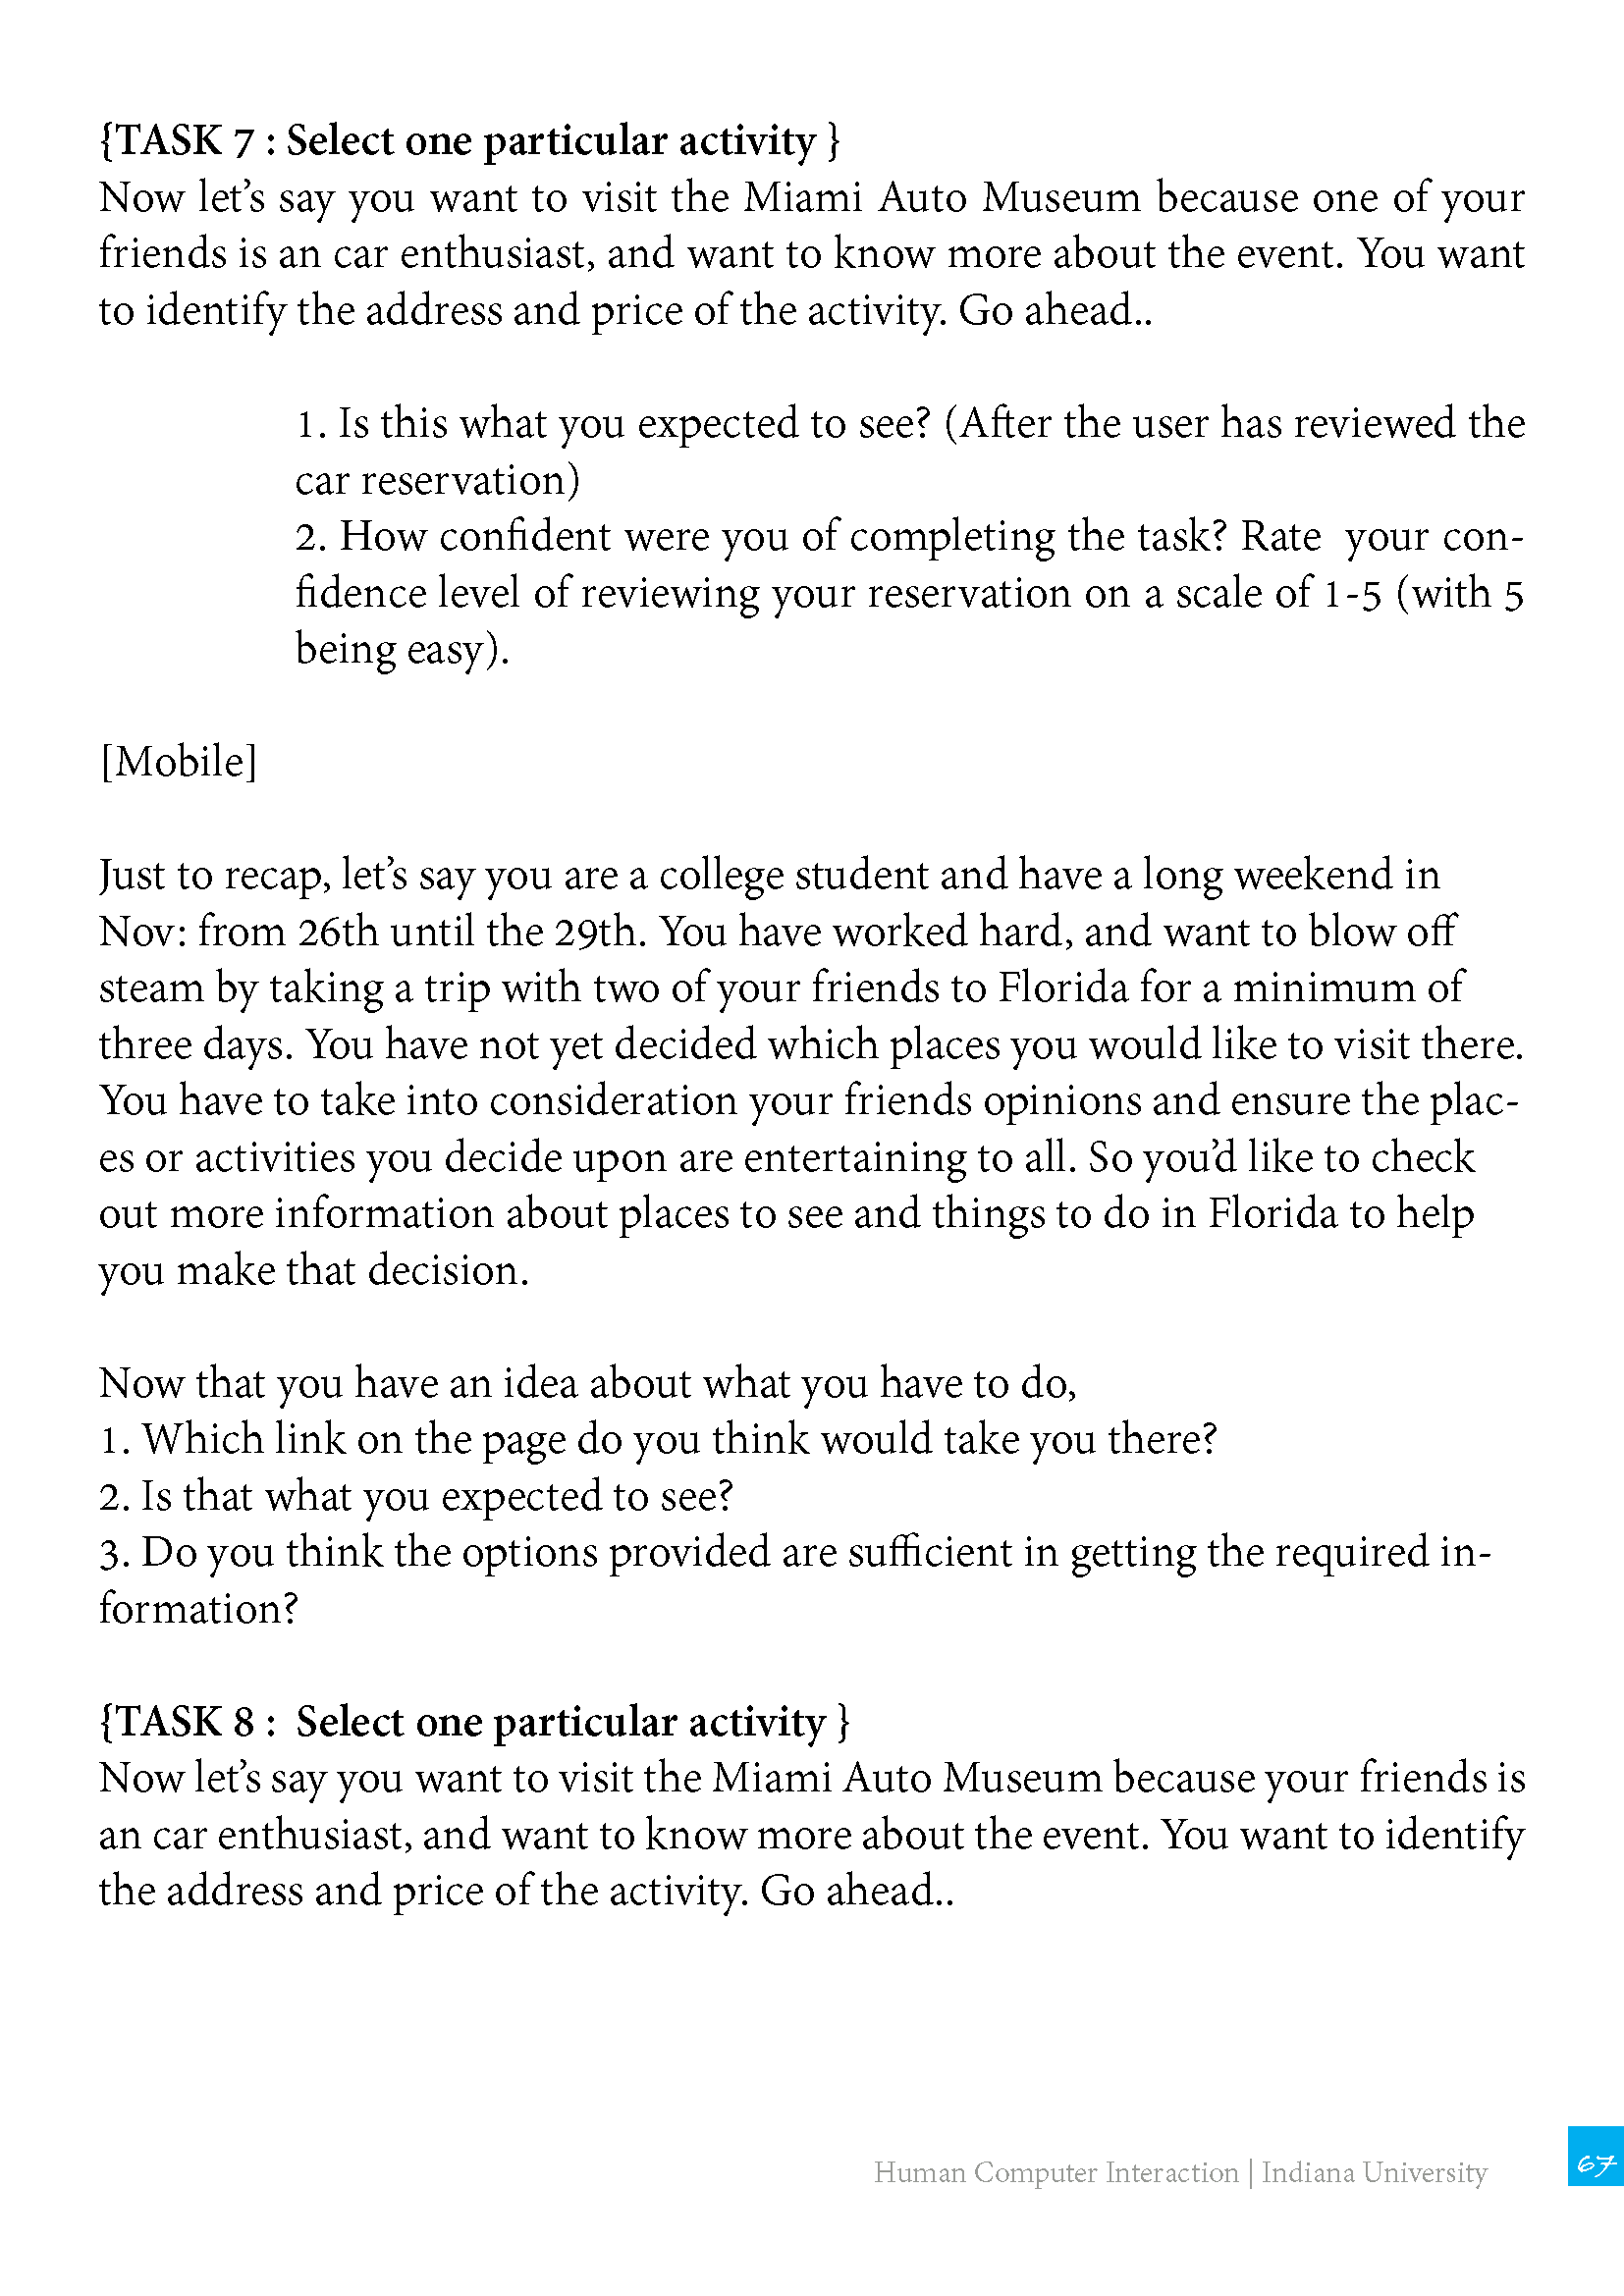 {TASK 7 : Select one particular activity }
Now let’s say you want to visit the Miami Auto Museum because one of your
friends is an car enthusiast, and want to know more about the event. You want
to identify the address and price of the activity. Go ahead..
1. Is this what you expected to see? (After the user has reviewed the
car reservation)
2. How confident were you of completing the task? Rate  your con-
fidence level of reviewing your reservation on a scale of 1-5 (with 5
being easy).
[Mobile]
Just to recap, let’s say you are a college student and have a long weekend in
Nov: from 26th until the 29th. You have worked hard, and want to blow off
steam by taking a trip with two of your friends to Florida for a minimum of
three days. You have not yet decided which places you would like to visit there.
You have to take into consideration your friends opinions and ensure the plac-
es or activities you decide upon are entertaining to all. So you’d like to check
out more information about places to see and things to do in Florida to help
you make that decision.
Now that you have an idea about what you have to do,
1. Which link on the page do you think would take you there?
2. Is that what you expected to see?
3. Do you think the options provided are sufficient in getting the required in-
formation?
{TASK 8 :  Select one particular activity }
Now let’s say you want to visit the Miami Auto Museum because your friends is
an car enthusiast, and want to know more about the event. You want to identify
the address and price of the activity. Go ahead..
Human Computer Interaction | Indiana University
67